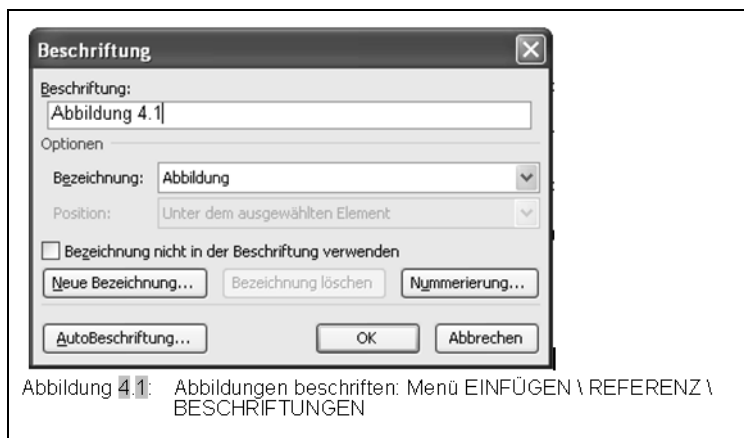 Beschriftung
Beschriftung:
Abbildung 4.1
Optionen
Bezeichnung: Abbildung
Position: Unter dem ausgewählten Element
Bezeichnung nicht in der Beschriftung verwenden
Neue Bezeichnung... Bezeichnung löschen Nummerierung...
AutoBeschriftung... OK Abbrechen
Abbildung 4.1: Abbildungen beschriften: Menü EINFÜGEN \ REFERENZ \
BESCHRIFTUNGEN